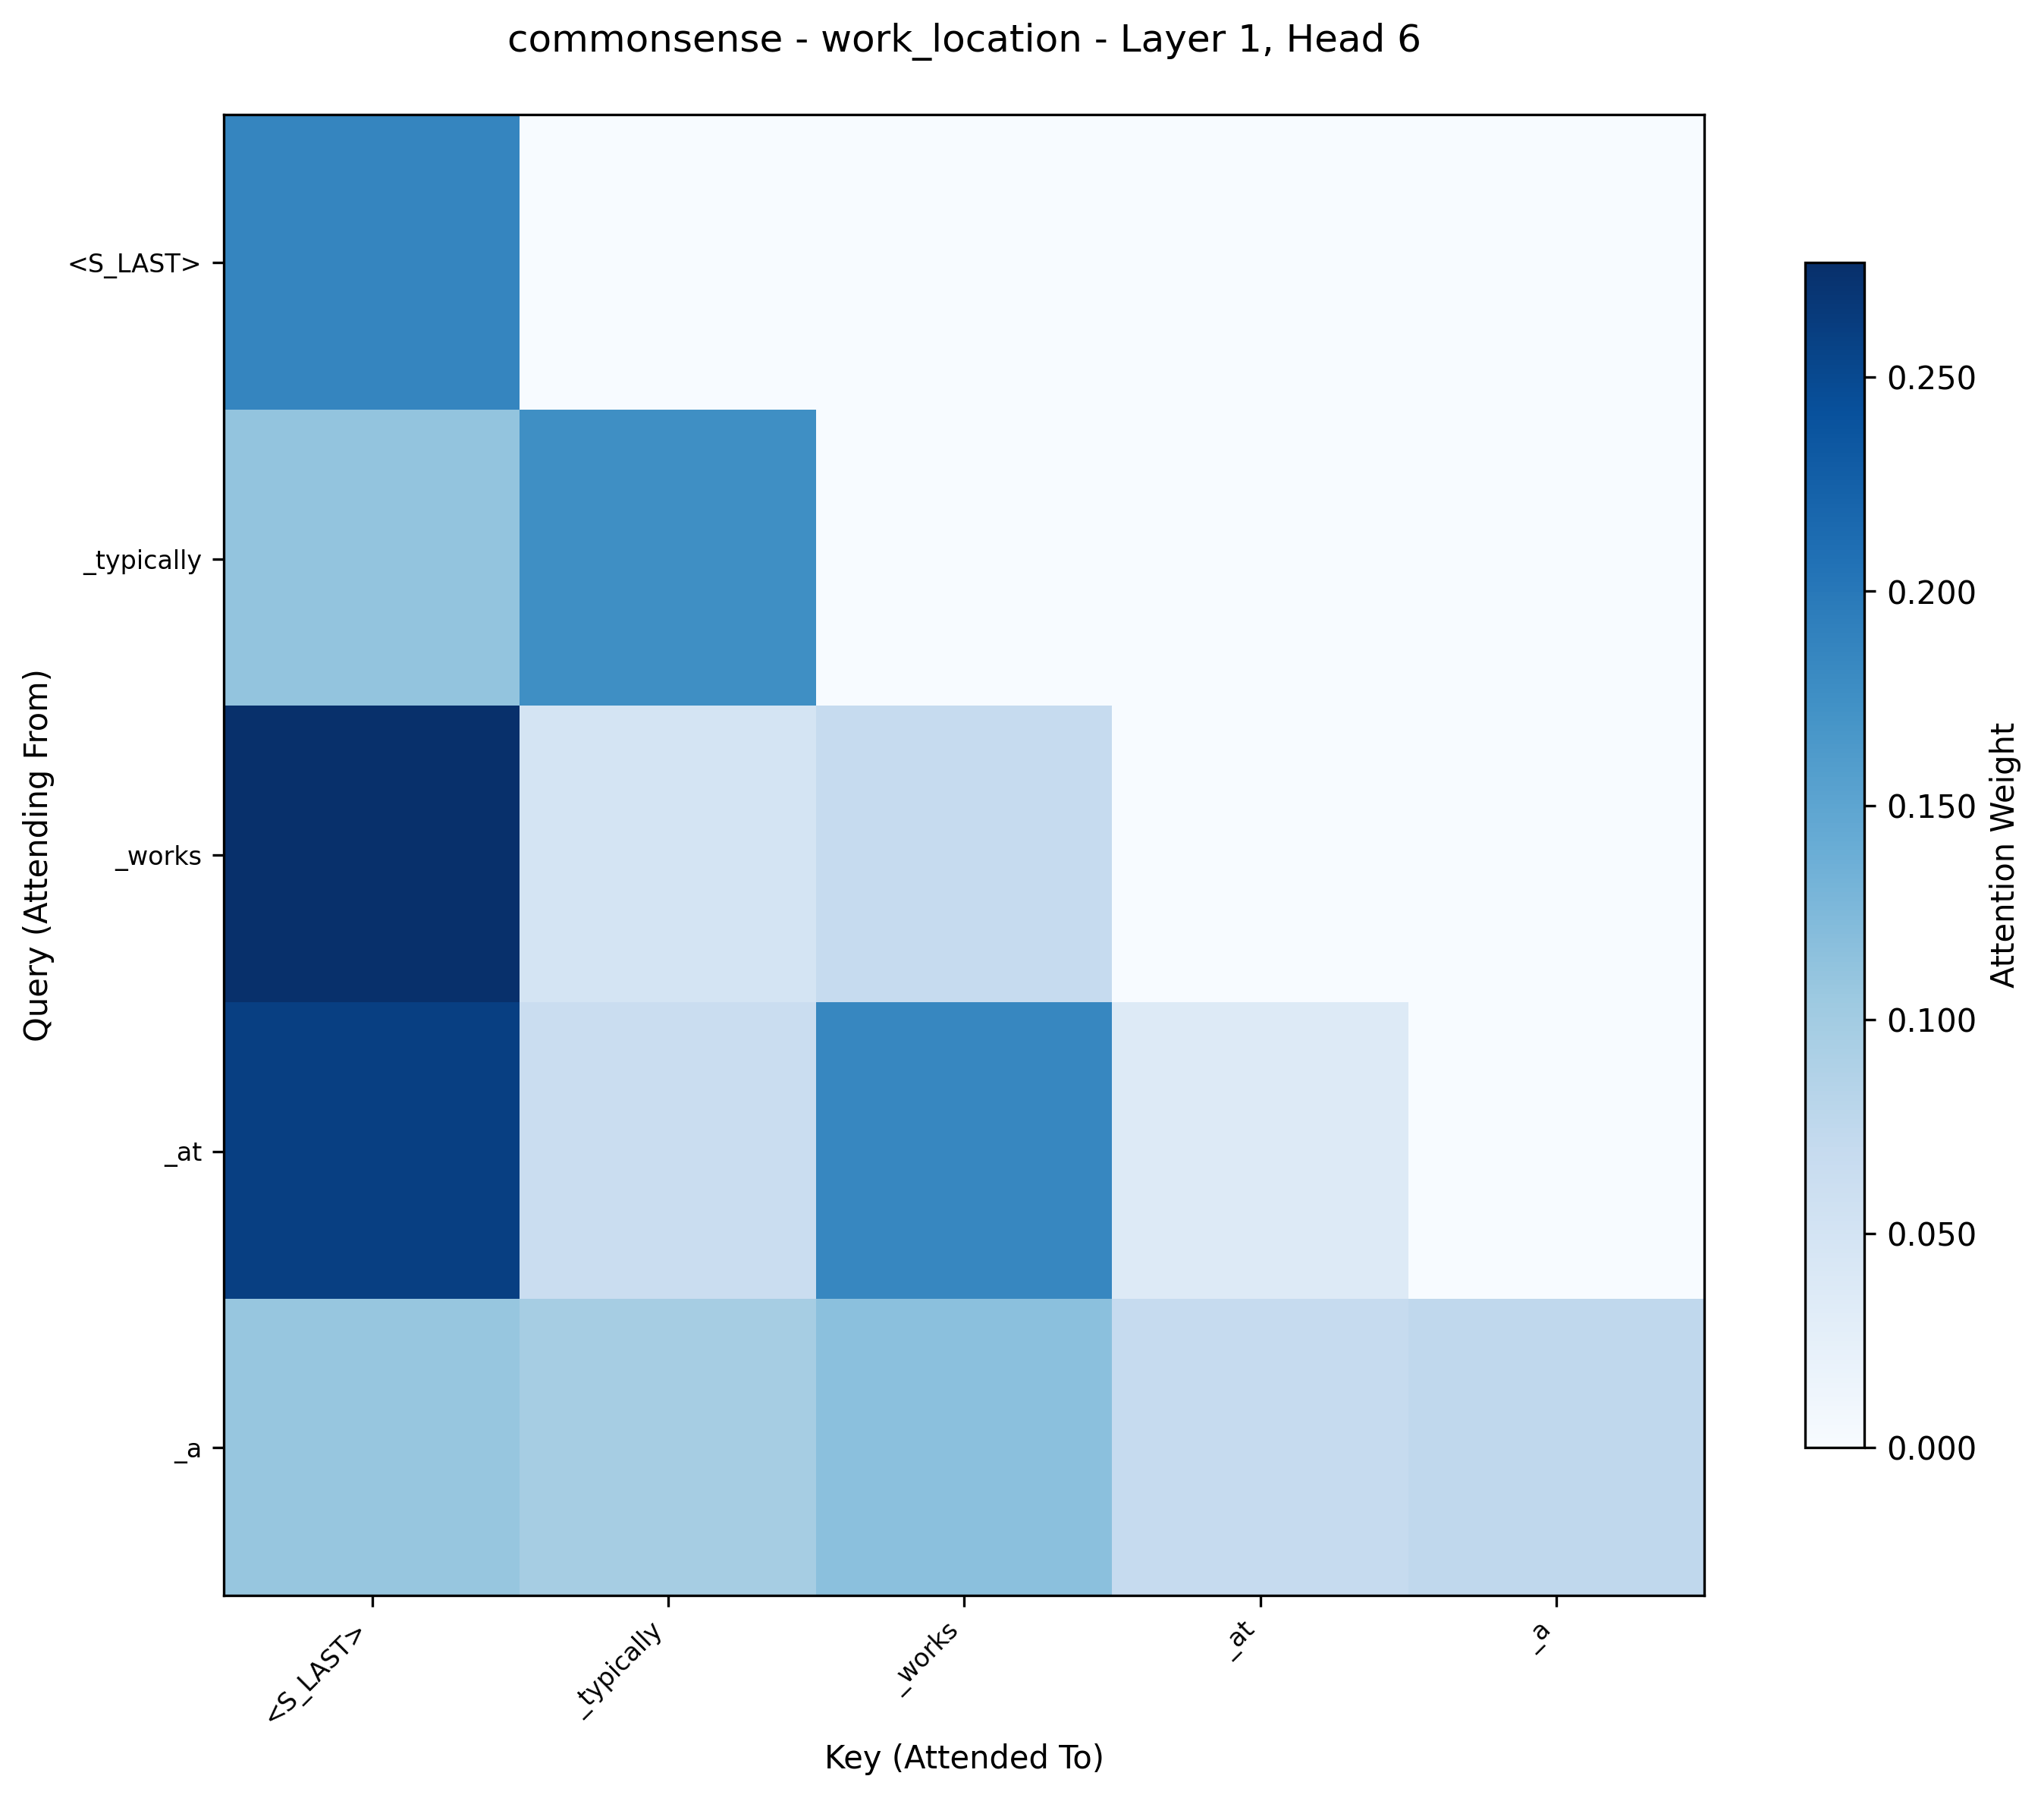 commonsense - work_location - Layer 1, Head 6
Query (Attending From)
<S_LAST>
_typically
_works
_at
_a
<S_LAST>
_typically
_works
_at
_a
Key (Attended To)
0.250
0.200
0.150
0.100
0.050
0.000
Attention Weight